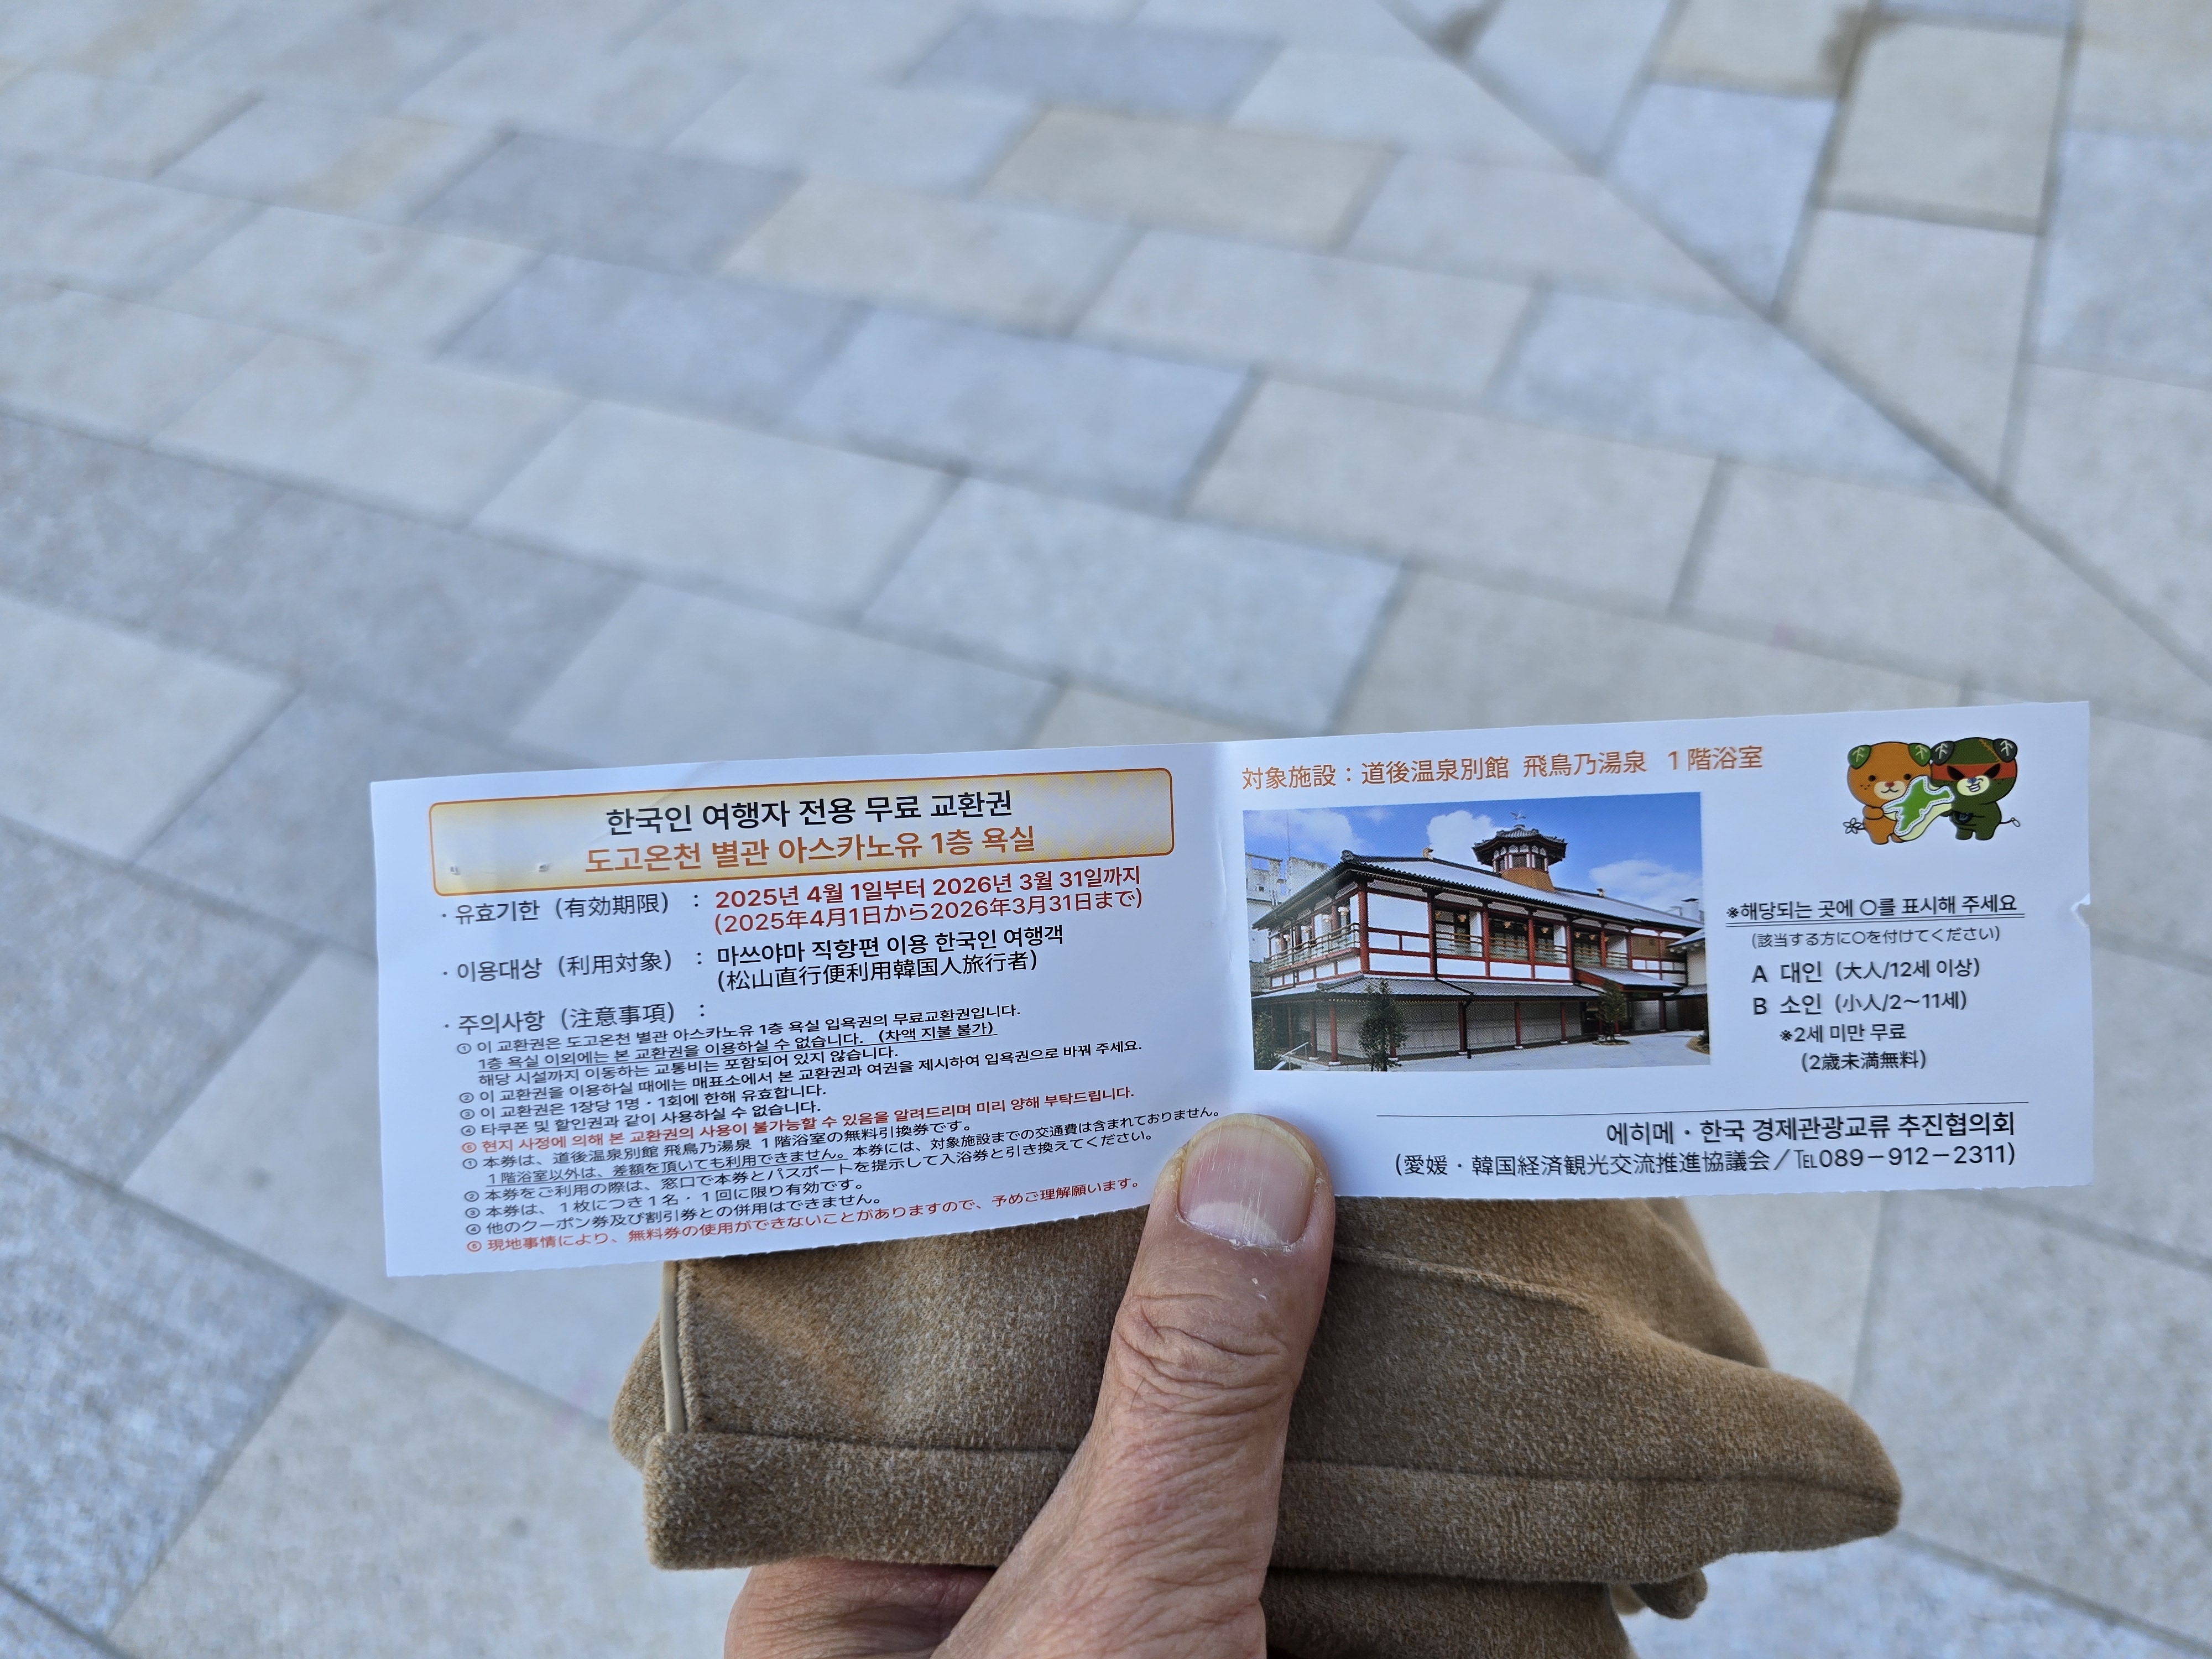 한국인 여행자 전용 무료 교환권
도고온천 별관 아스카노유 1층 욕실
· 유효기한 (有効期限) : 2025년 4월 1일부터 2026년 3월 31일까지
(2025年4月1日から2026年3月31日まで)
· 이용대상 (利用対象) : 마쓰야마 직항편 이용 한국인 여행객
(松山直行便利用韓国人旅行者)
· 주의사항 (注意事項) :
① 이 교환권은 도고온천 별관 아스카노유 1층 욕실 입욕권의 무료교환권입니다.
1층 욕실 이외에는 본 교환권을 이용하실 수 없습니다. (차액 지불 불가)
해당 시설까지 이동하는 교통비는 포함되어 있지 않습니다.
② 이 교환권을 이용하실 때에는 매표소에서 본 교환권과 여권을 제시하여 입욕권으로 바꿔 주세요.
③ 이 교환권은 1장당 1명 · 1회에 한해 유효합니다.
④ 타쿠폰 및 할인권과 같이 사용하실 수 없습니다.
⑤ 현지 사정에 의해 본 교환권의 사용이 불가능할 수 있음을 알려드리며 미리 양해 부탁드립니다.
① 本券は、道後温泉別館 飛鳥乃湯泉 1階浴室の無料引換券です。
1階浴室以外は、差額を頂いても利用できません。本券には、対象施設までの交通費は含まれておりません。
② 本券をご利用の際は、窓口で本券とパスポートを提示して入浴券と引き換えてください。
③ 本券は、1枚につき1名・1回に限り有効です。
④ 他のクーポン券及び割引券との併用はできません。
⑤ 現地事情により、無料券の使用ができないことがありますので、予めご理解願います。
対象施設：道後温泉別館 飛鳥乃湯泉 1階浴室
※해당되는 곳에 ○를 표시해 주세요
(該当する方に○を付けてください)
A 대인 (大人/12세 이상)
B 소인 (小人/2～11세)
※2세 미만 무료
(2歳未満無料)
에히메・한국 경제관광교류 추진협의회
(愛媛・韓国経済観光交流推進協議会／℡089－912－2311)